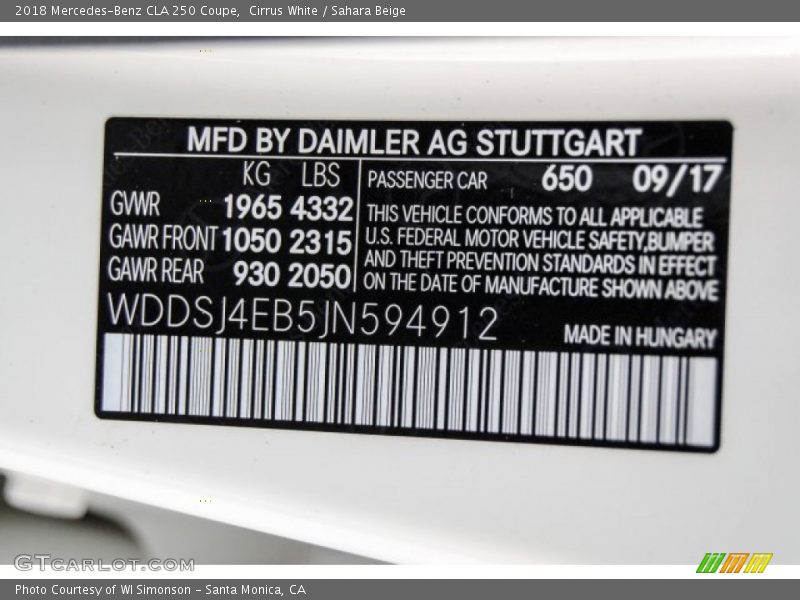 2018 Mercedes-Benz CLA 250 Coupe, Cirrus White / Sahara Beige
MFD BY DAIMLER AG STUTTGART
KG LBS
GVWR 1965 4332
GAWR FRONT 1050 2315
GAWR REAR 930 2050
PASSENGER CAR 650 09/17
THIS VEHICLE CONFORMS TO ALL APPLICABLE
U.S. FEDERAL MOTOR VEHICLE SAFETY,BUMPER
AND THEFT PREVENTION STANDARDS IN EFFECT
ON THE DATE OF MANUFACTURE SHOWN ABOVE
WDDSJ4EB5JN594912
MADE IN HUNGARY
GTCARLOT.COM
Photo Courtesy of WI Simonson - Santa Monica, CA